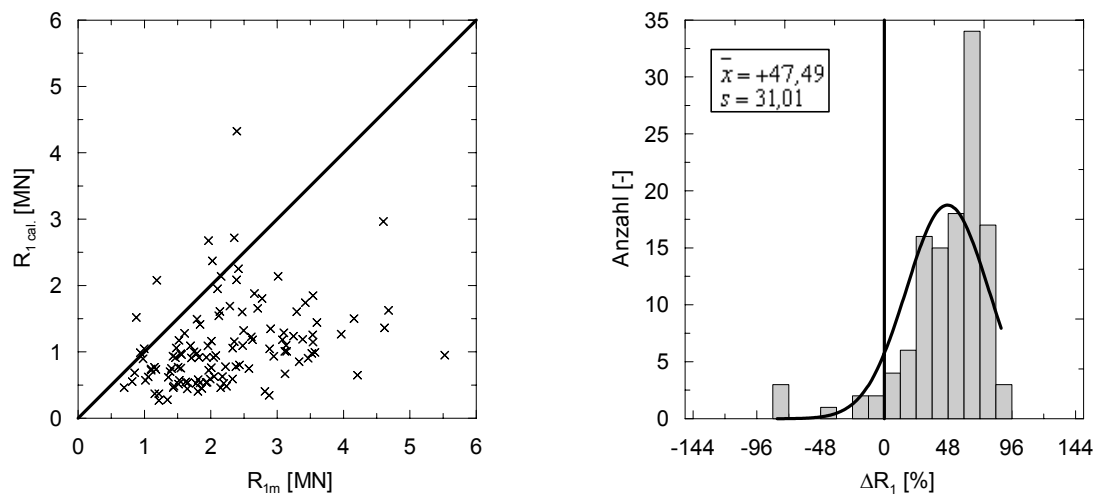 6
5
4
3
2
1
0
R1 cal. [MN]
0 1 2 3 4 5 6
R1m [MN]
35
30
25
20
15
10
5
0
Anzahl [-]
x̅ = +47,49
s = 31,01
-144 -96 -48 0 48 96 144
ΔR1 [%]